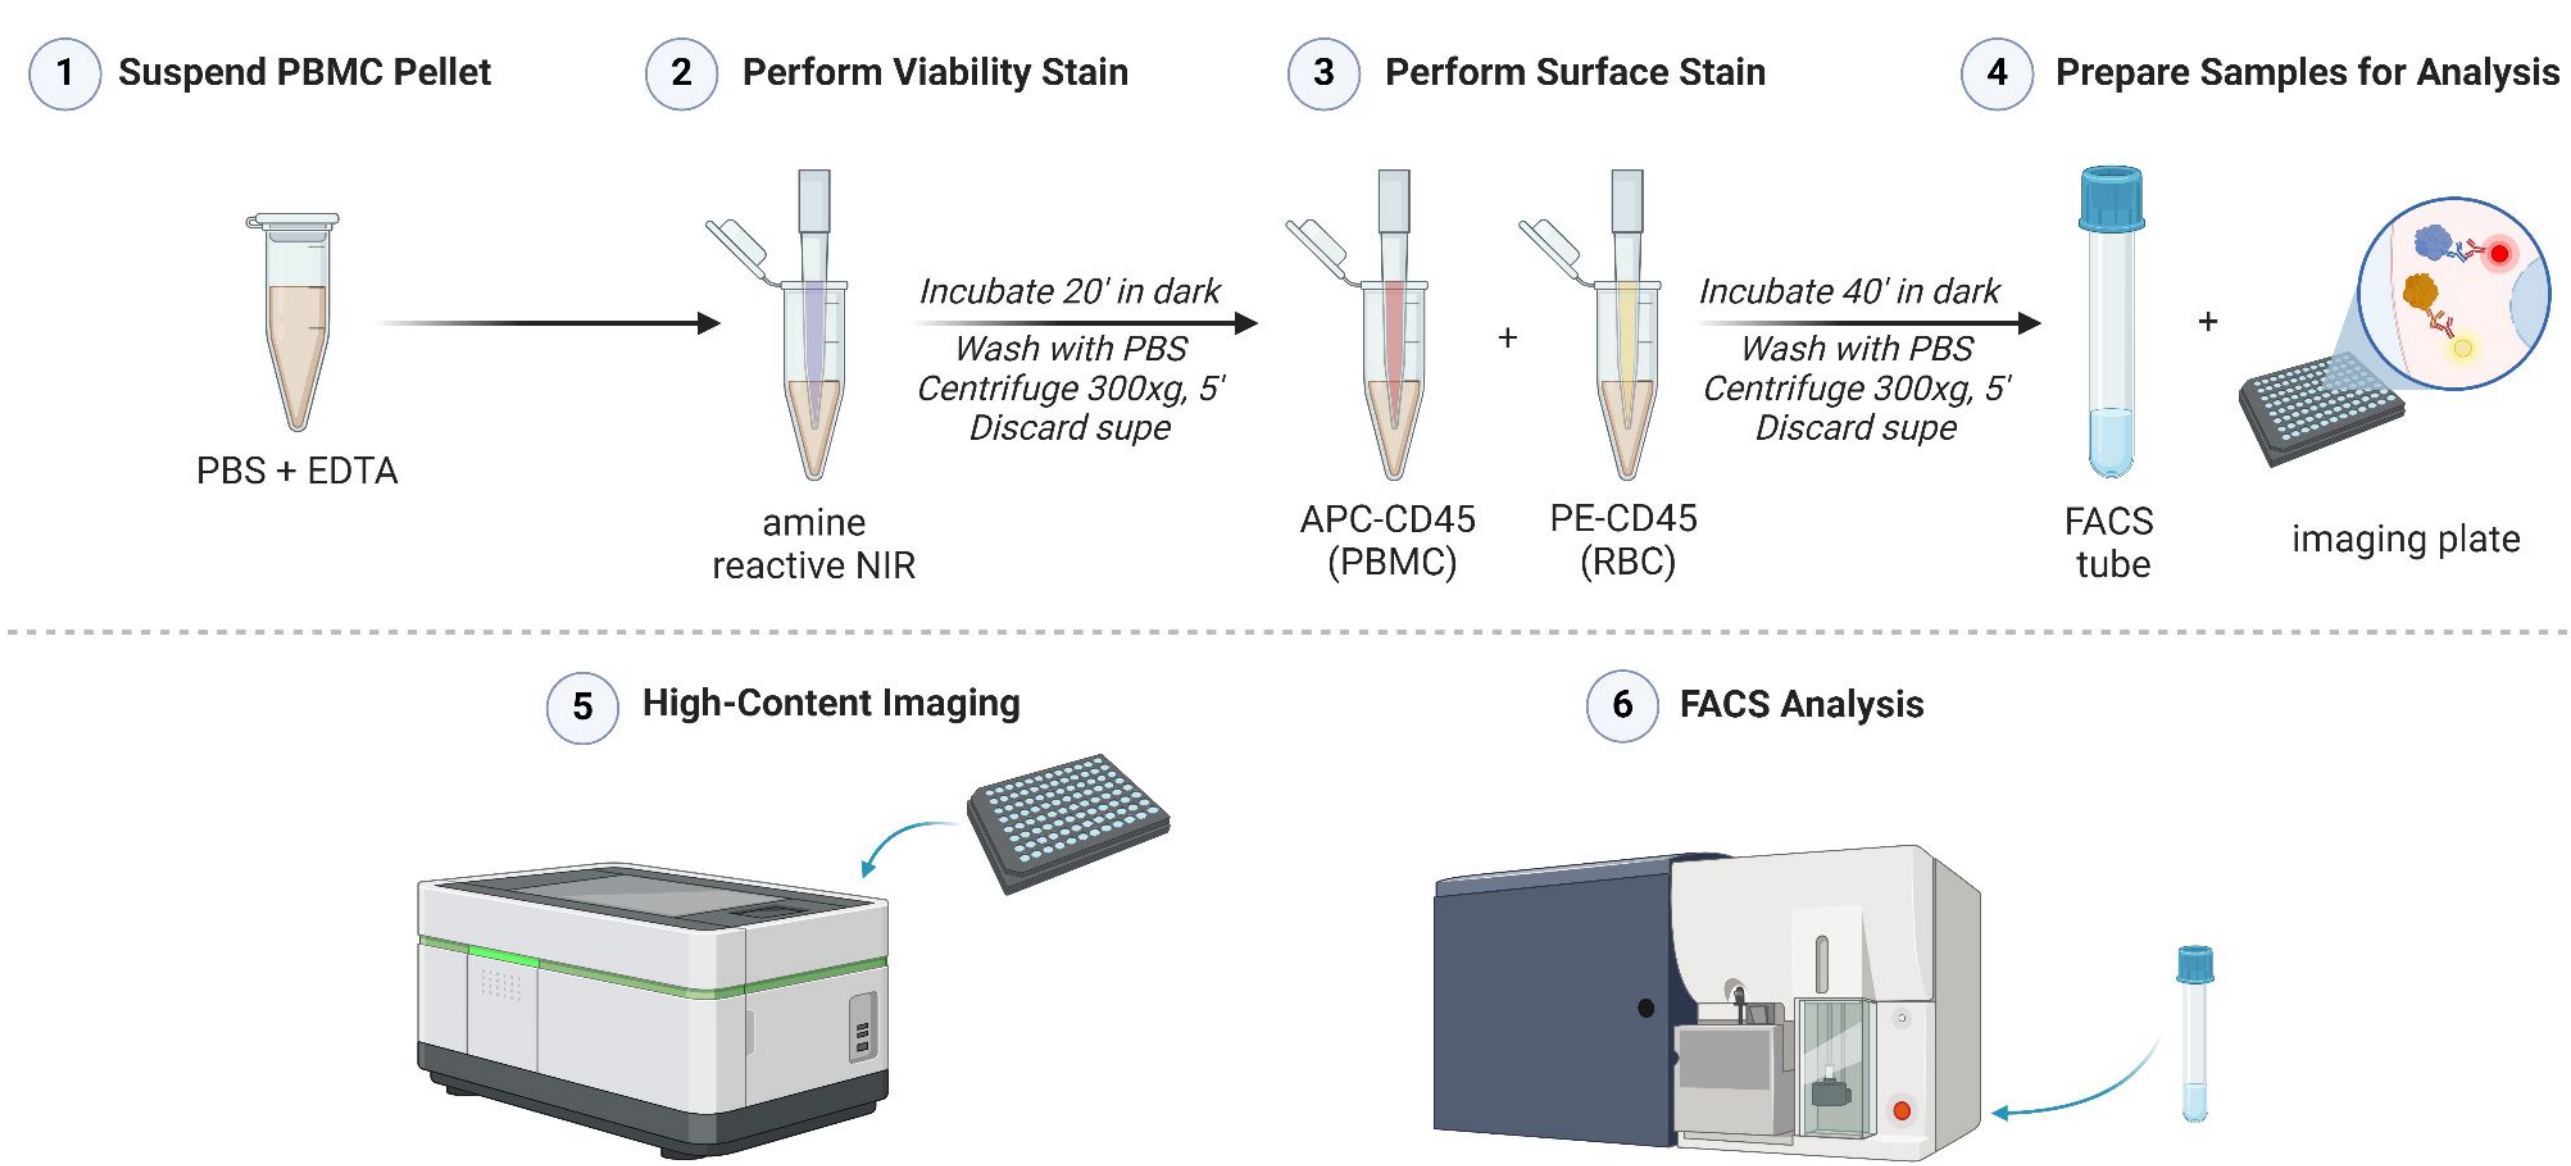 1 Suspend PBMC Pellet
PBS + EDTA
2 Perform Viability Stain
amine
reactive NIR
Incubate 20' in dark
Wash with PBS
Centrifuge 300xg, 5'
Discard supe
3 Perform Surface Stain
APC-CD45
(PBMC)
+
PE-CD45
(RBC)
Incubate 40' in dark
Wash with PBS
Centrifuge 300xg, 5'
Discard supe
4 Prepare Samples for Analysis
FACS
tube
+
imaging plate
5 High-Content Imaging
6 FACS Analysis